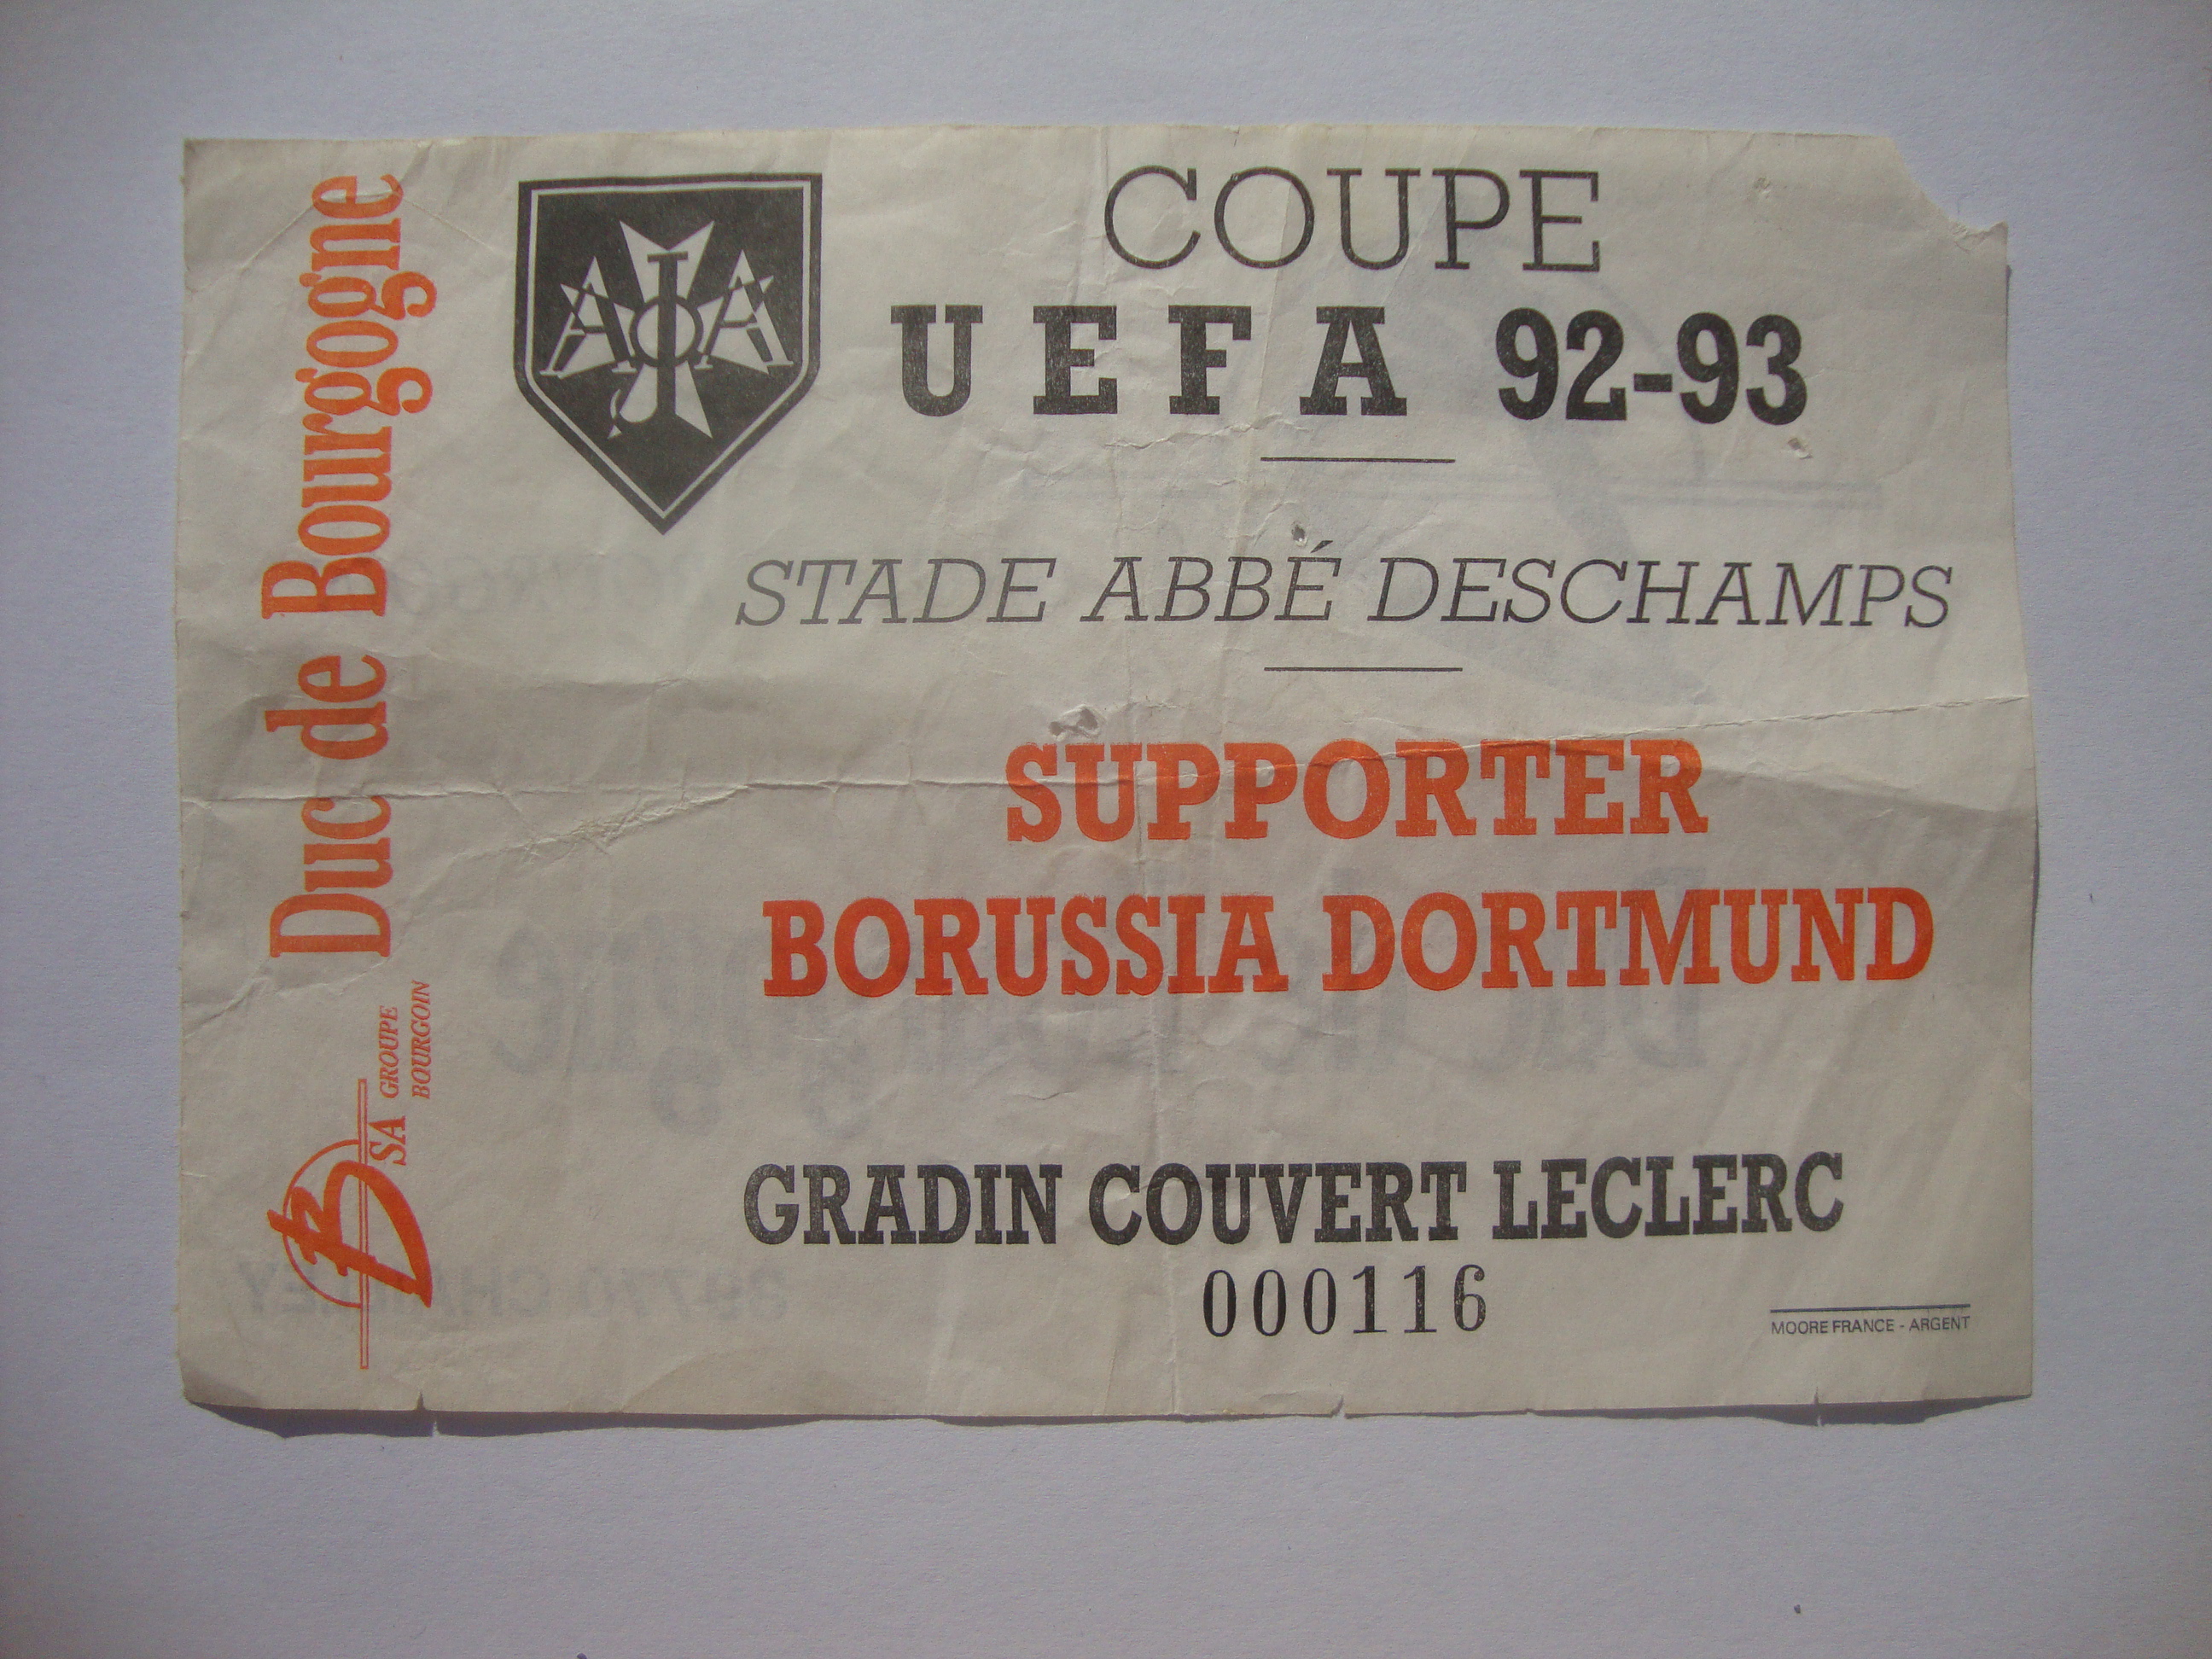 Duc de Bourgogne
SA GROUPE
BOURGOIN
AJA
COUPE
UEFA 92-93
STADE ABBÉ DESCHAMPS
SUPPORTER
BORUSSIA DORTMUND
GRADIN COUVERT LECLERC
000116
MOORE FRANCE - ARGENT